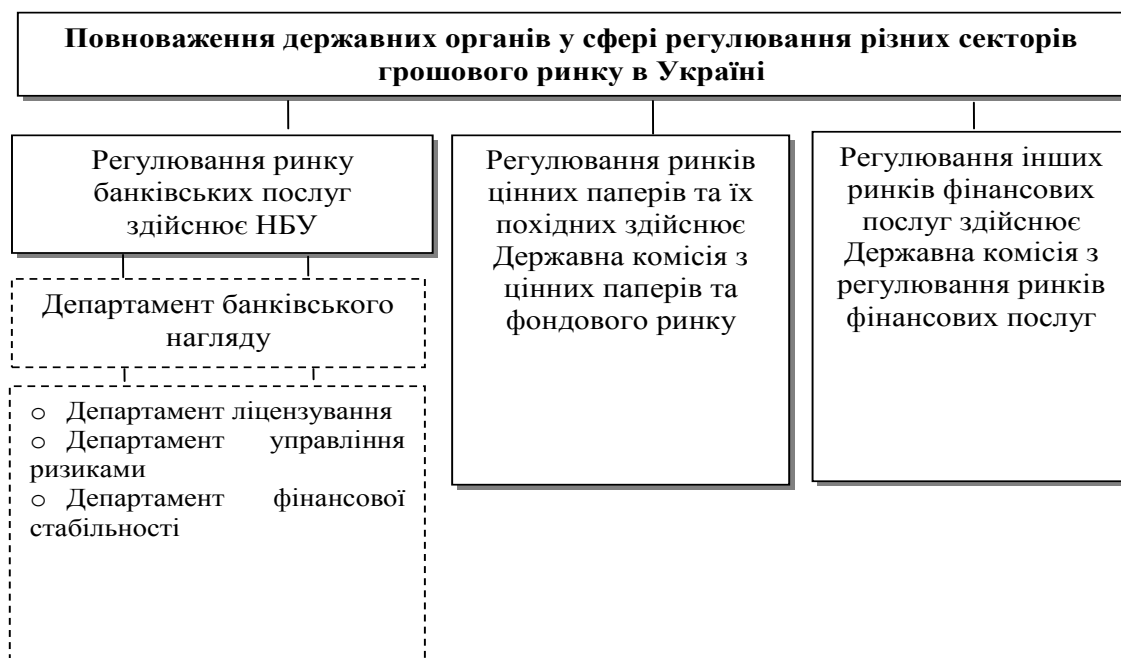 Повноваження державних органів у сфері регулювання різних секторів
грошового ринку в Україні
Регулювання ринку
банківських послуг
здійснює НБУ
Департамент банківського
нагляду
o Департамент ліцензування
o Департамент управління
ризиками
o Департамент фінансової
стабільності
Регулювання ринків
цінних паперів та їх
похідних здійснює
Державна комісія з
цінних паперів та
фондового ринку
Регулювання інших
ринків фінансових
послуг здійснює
Державна комісія з
регулювання ринків
фінансових послуг